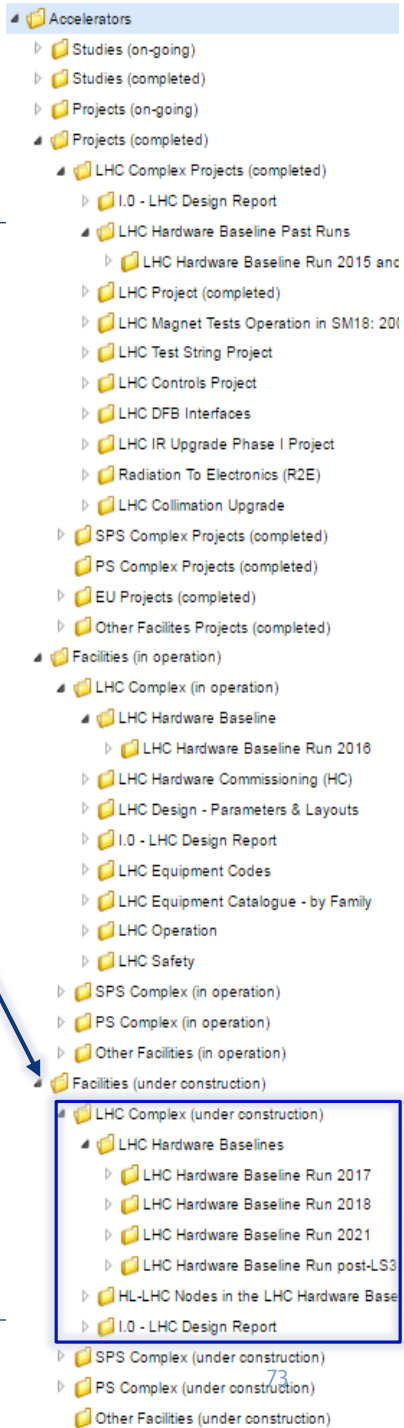 Accelerators
Studies (on-going)
Studies (completed)
Projects (on-going)
Projects (completed)
LHC Complex Projects (completed)
I.0 - LHC Design Report
LHC Hardware Baseline Past Runs
LHC Hardware Baseline Run 2015 and
LHC Project (completed)
LHC Magnet Tests Operation in SM18: 200
LHC Test String Project
LHC Controls Project
LHC DFB Interfaces
LHC IR Upgrade Phase I Project
Radiation To Electronics (R2E)
LHC Collimation Upgrade
SPS Complex Projects (completed)
PS Complex Projects (completed)
EU Projects (completed)
Other Facilites Projects (completed)
Facilities (in operation)
LHC Complex (in operation)
LHC Hardware Baseline
LHC Hardware Baseline Run 2016
LHC Hardware Commissioning (HC)
LHC Design - Parameters & Layouts
I.0 - LHC Design Report
LHC Equipment Codes
LHC Equipment Catalogue - by Family
LHC Operation
LHC Safety
SPS Complex (in operation)
PS Complex (in operation)
Other Facilities (in operation)
Facilities (under construction)
LHC Complex (under construction)
LHC Hardware Baselines
LHC Hardware Baseline Run 2017
LHC Hardware Baseline Run 2018
LHC Hardware Baseline Run 2021
LHC Hardware Baseline Run post-LS3
HL-LHC Nodes in the LHC Hardware Base
I.0 - LHC Design Report
SPS Complex (under construction)
73
PS Complex (under construction)
Other Facilities (under construction)